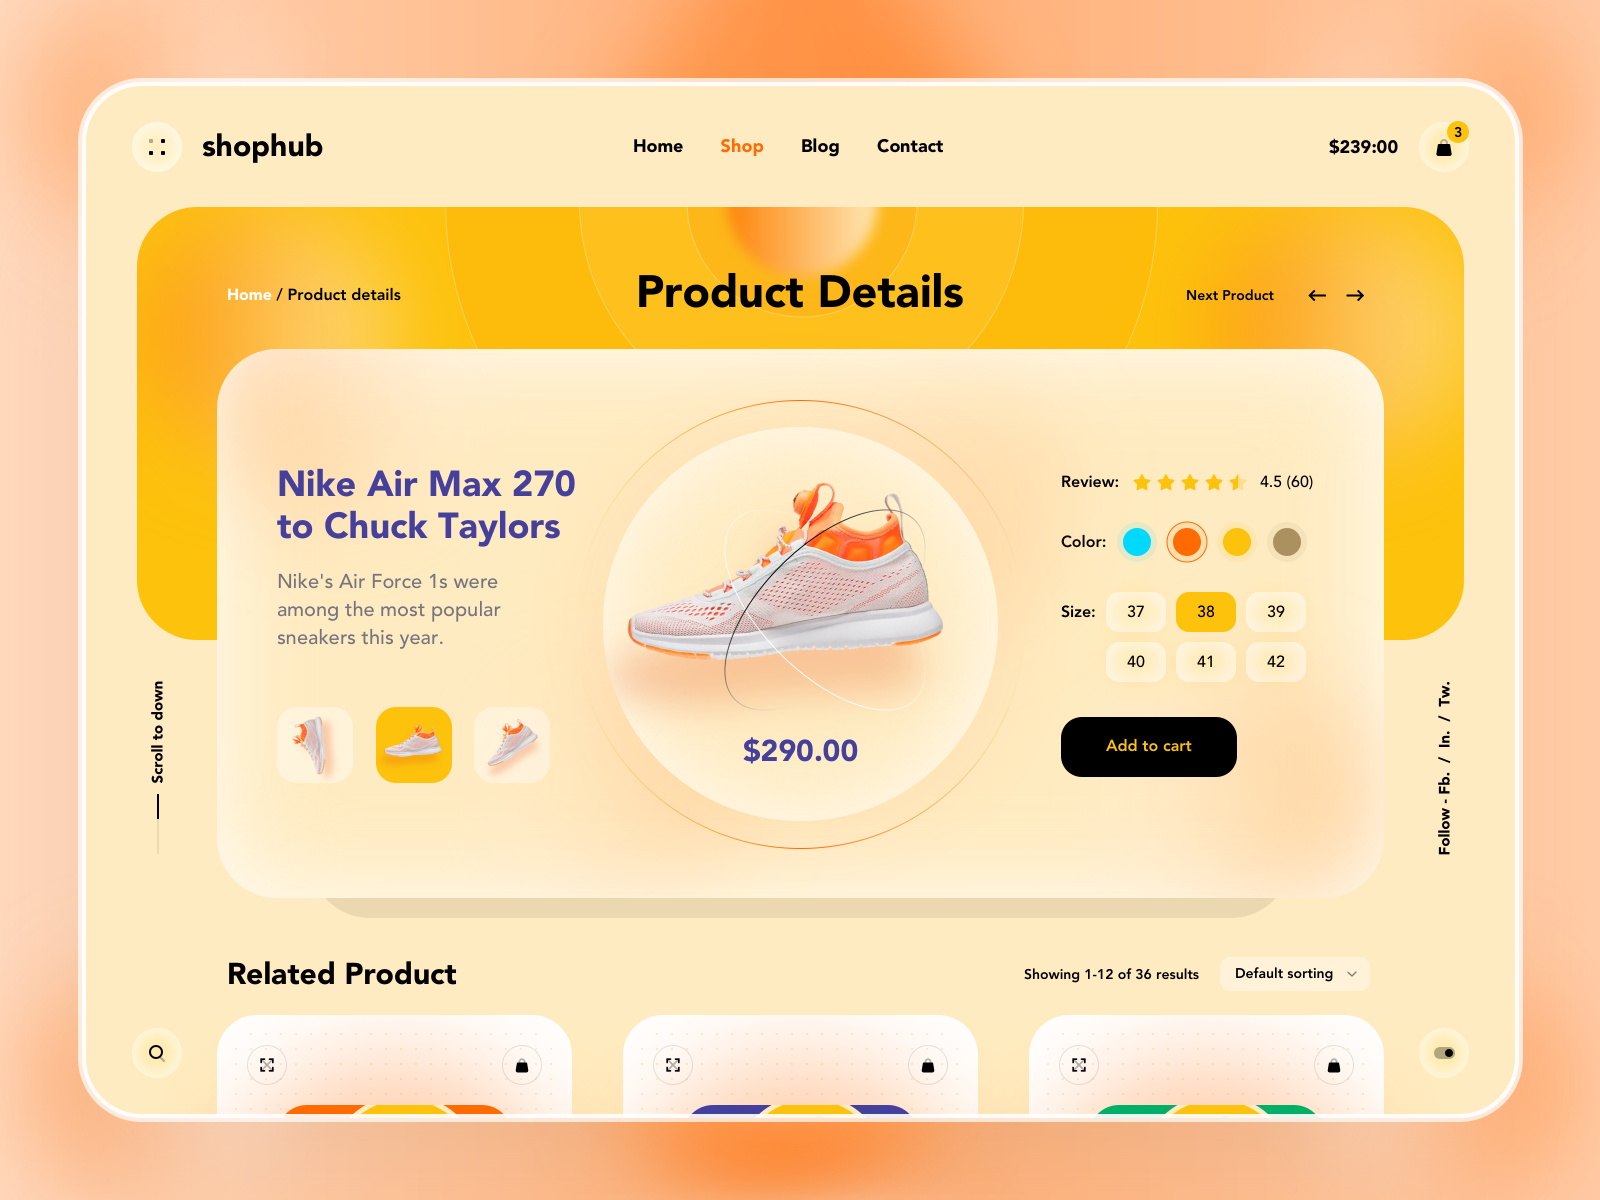 shophub
Home
Shop
Blog
Contact
$239:00
3
Home / Product details
Product Details
Next Product
Nike Air Max 270
to Chuck Taylors
Nike's Air Force 1s were
among the most popular
sneakers this year.
$290.00
Review:
4.5 (60)
Color:
Size:
37
38
39
40
41
42
Add to cart
Scroll to down
Follow - Fb. / In. / Tw.
Related Product
Showing 1-12 of 36 results
Default sorting